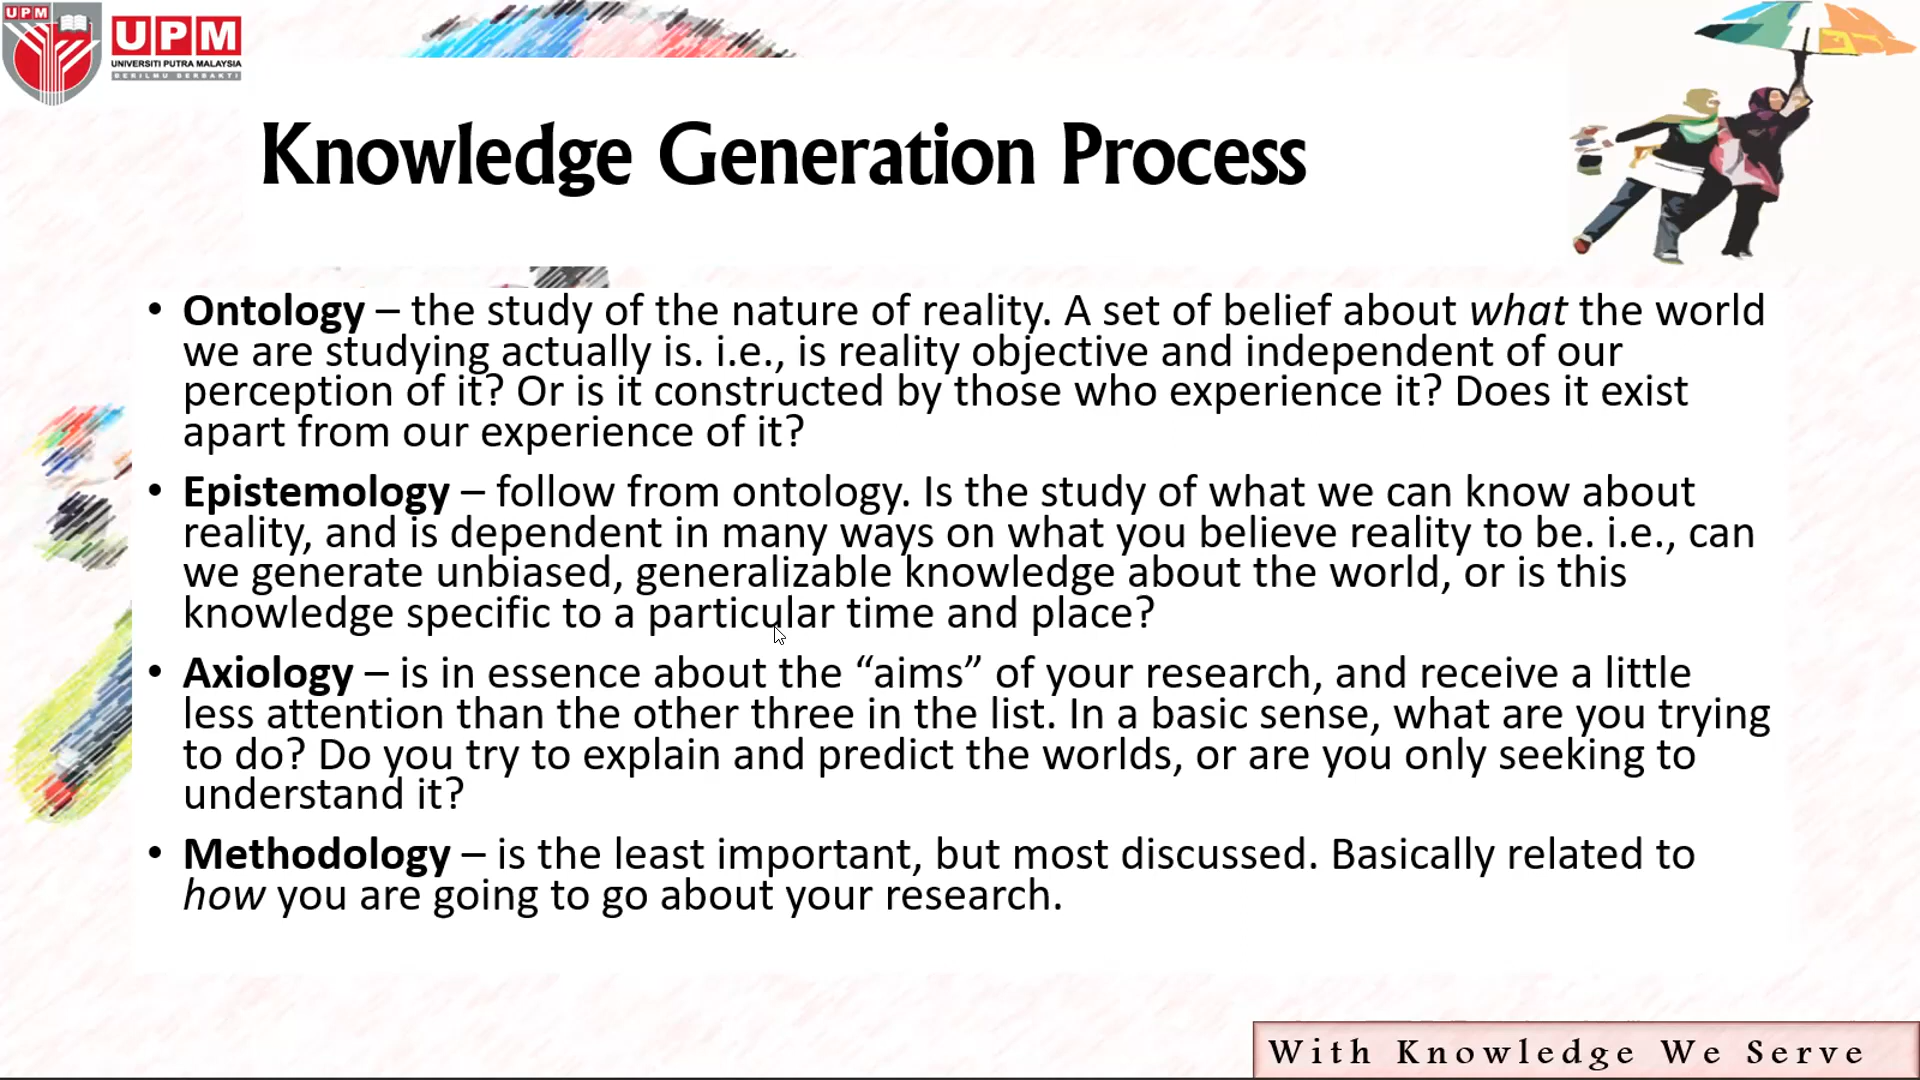 UPM
UPM
UNIVERSITI PUTRA MALAYSIA
BERILMU BERBAKTI
Knowledge Generation Process
• Ontology – the study of the nature of reality. A set of belief about what the world
we are studying actually is. i.e., is reality objective and independent of our
perception of it? Or is it constructed by those who experience it? Does it exist
apart from our experience of it?
• Epistemology – follow from ontology. Is the study of what we can know about
reality, and is dependent in many ways on what you believe reality to be. i.e., can
we generate unbiased, generalizable knowledge about the world, or is this
knowledge specific to a particular time and place?
• Axiology – is in essence about the “aims” of your research, and receive a little
less attention than the other three in the list. In a basic sense, what are you trying
to do? Do you try to explain and predict the worlds, or are you only seeking to
understand it?
• Methodology – is the least important, but most discussed. Basically related to
how you are going to go about your research.
With Knowledge We Serve